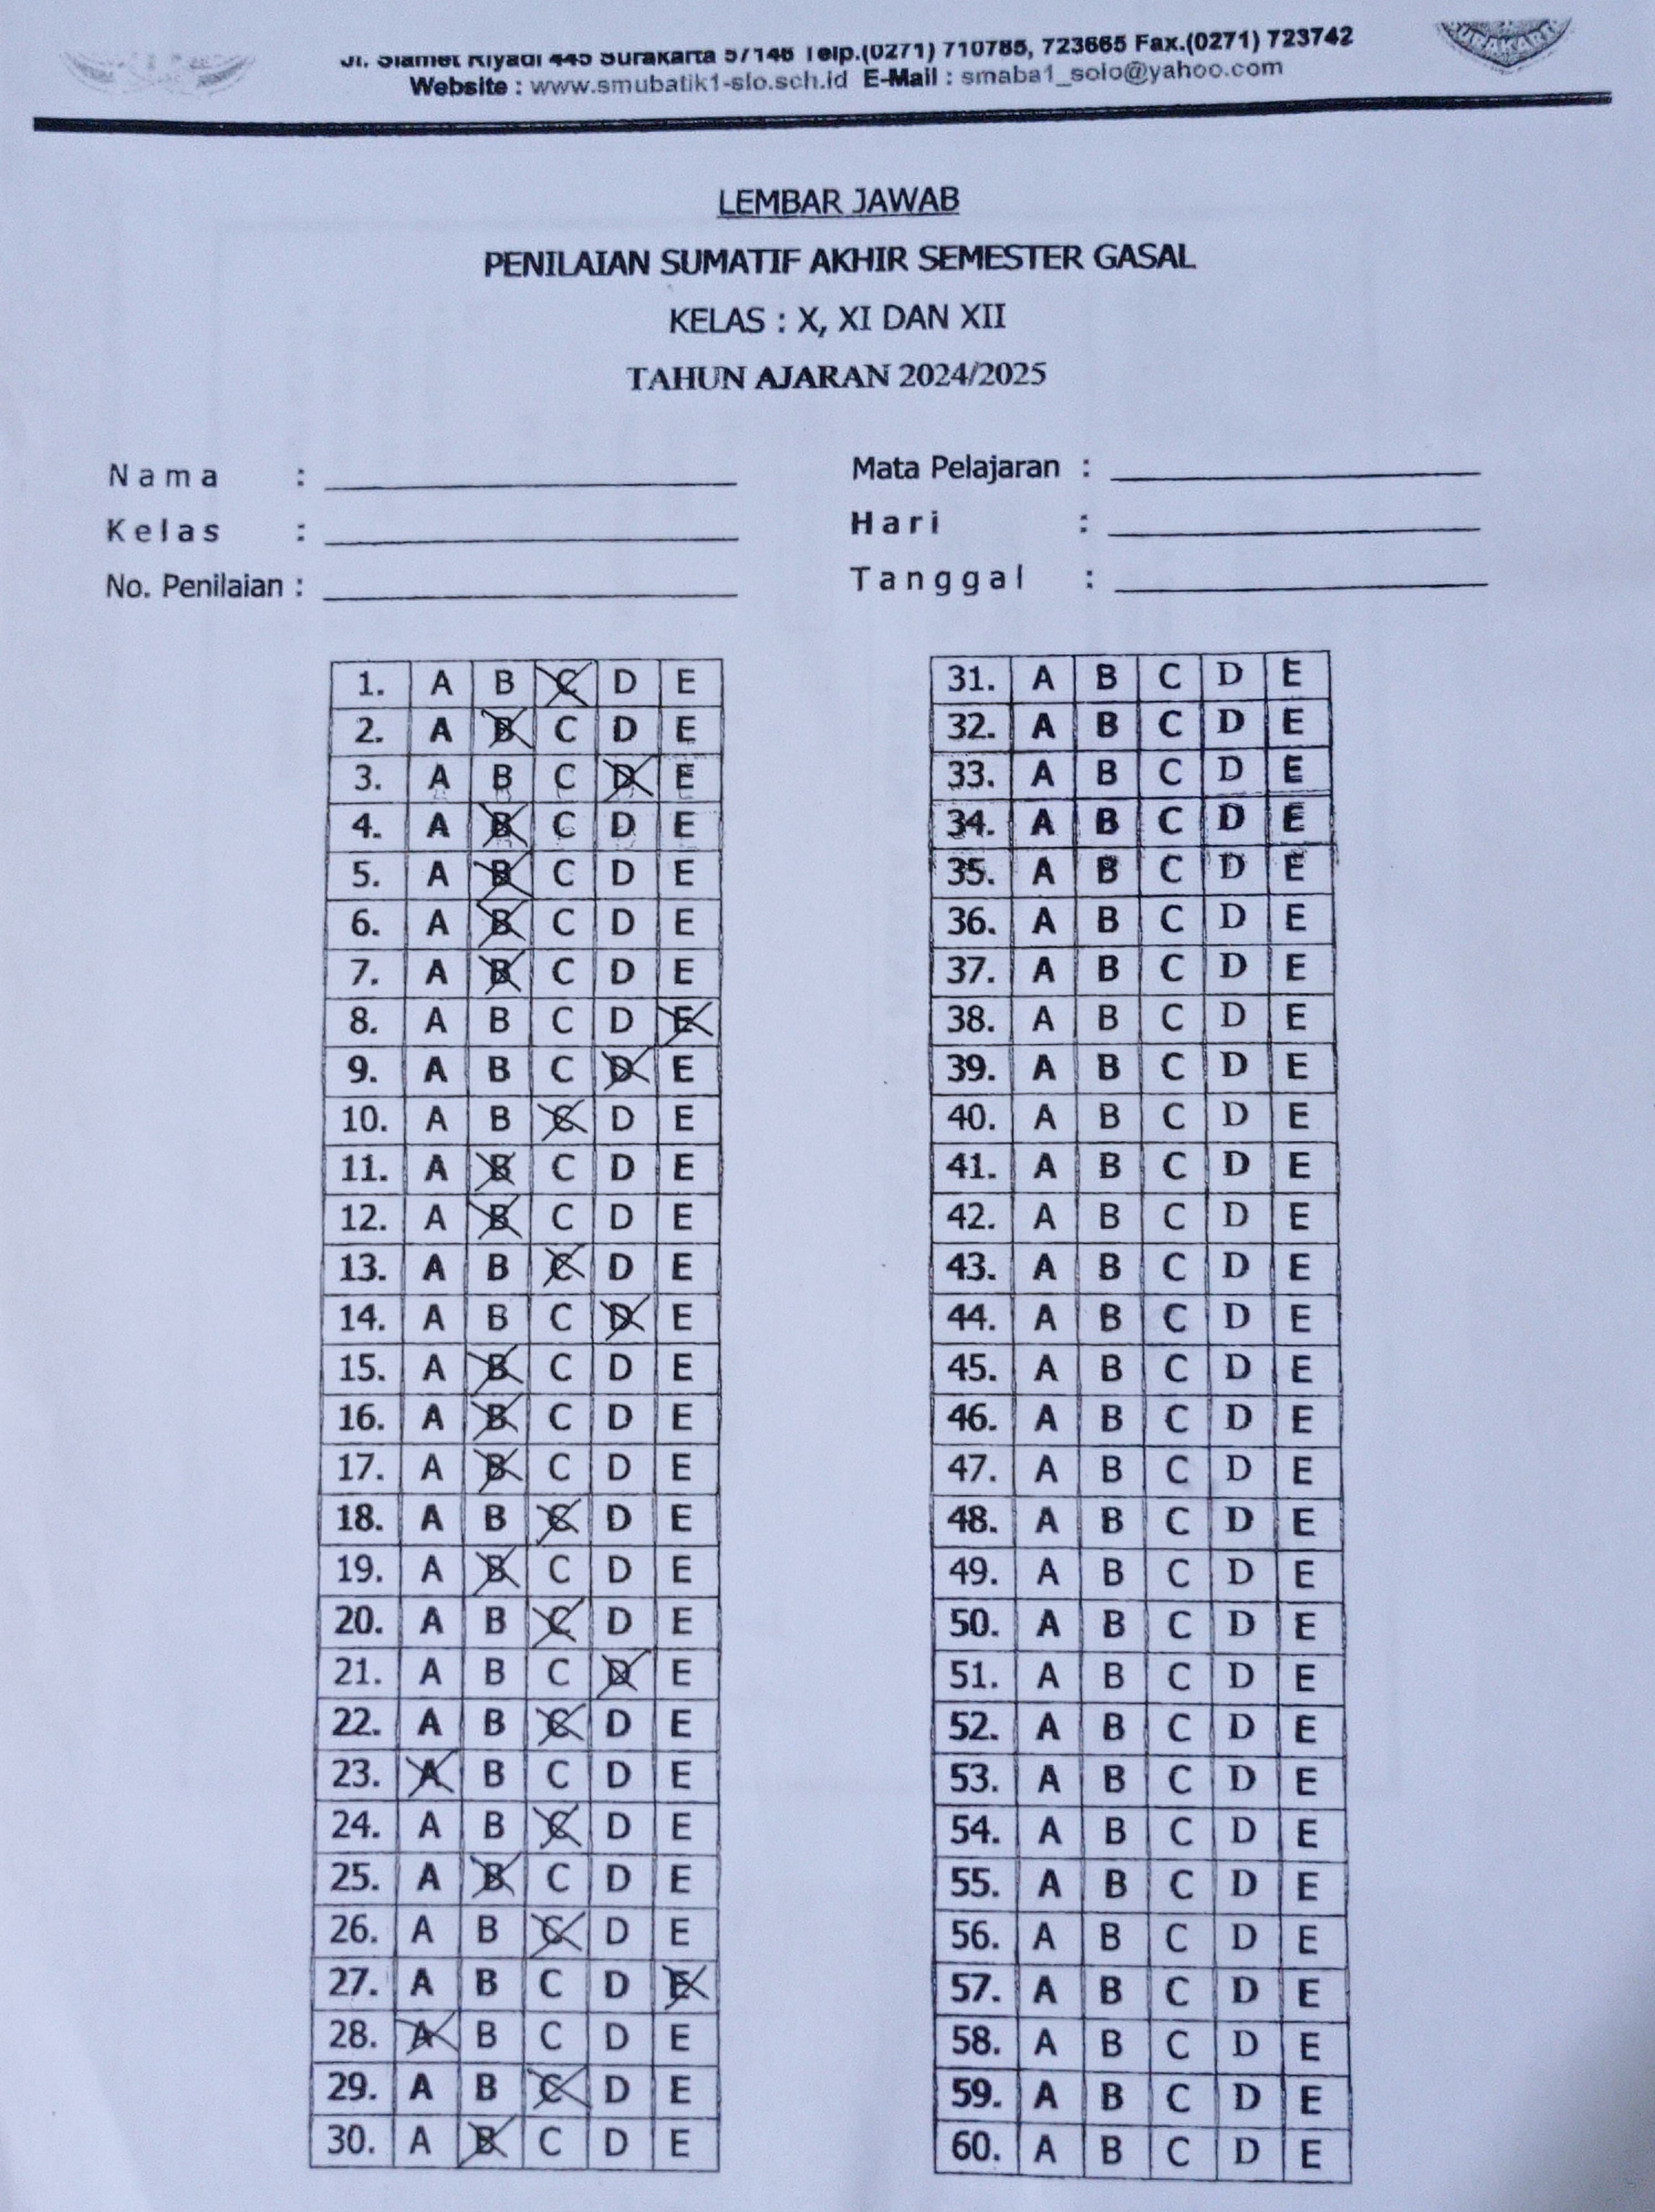 Jl. Slamet Riyadi 445 Surakarta 57146 Telp.(0271) 710785, 723665 Fax.(0271) 723742
Website : www.smubatik1-slo.sch.id E-Mail : smaba1_solo@yahoo.com
SURAKARTA
LEMBAR JAWAB
PENILAIAN SUMATIF AKHIR SEMESTER GASAL
KELAS : X, XI DAN XII
TAHUN AJARAN 2024/2025
Nama :
Kelas :
No. Penilaian :
Mata Pelajaran :
Hari :
Tanggal :
1. A B C D E
2. A B C D E
3. A B C D E
4. A B C D E
5. A B C D E
6. A B C D E
7. A B C D E
8. A B C D E
9. A B C D E
10. A B C D E
11. A B C D E
12. A B C D E
13. A B C D E
14. A B C D E
15. A B C D E
16. A B C D E
17. A B C D E
18. A B C D E
19. A B C D E
20. A B C D E
21. A B C D E
22. A B C D E
23. A B C D E
24. A B C D E
25. A B C D E
26. A B C D E
27. A B C D E
28. A B C D E
29. A B C D E
30. A B C D E
31. A B C D E
32. A B C D E
33. A B C D E
34. A B C D E
35. A B C D E
36. A B C D E
37. A B C D E
38. A B C D E
39. A B C D E
40. A B C D E
41. A B C D E
42. A B C D E
43. A B C D E
44. A B C D E
45. A B C D E
46. A B C D E
47. A B C D E
48. A B C D E
49. A B C D E
50. A B C D E
51. A B C D E
52. A B C D E
53. A B C D E
54. A B C D E
55. A B C D E
56. A B C D E
57. A B C D E
58. A B C D E
59. A B C D E
60. A B C D E